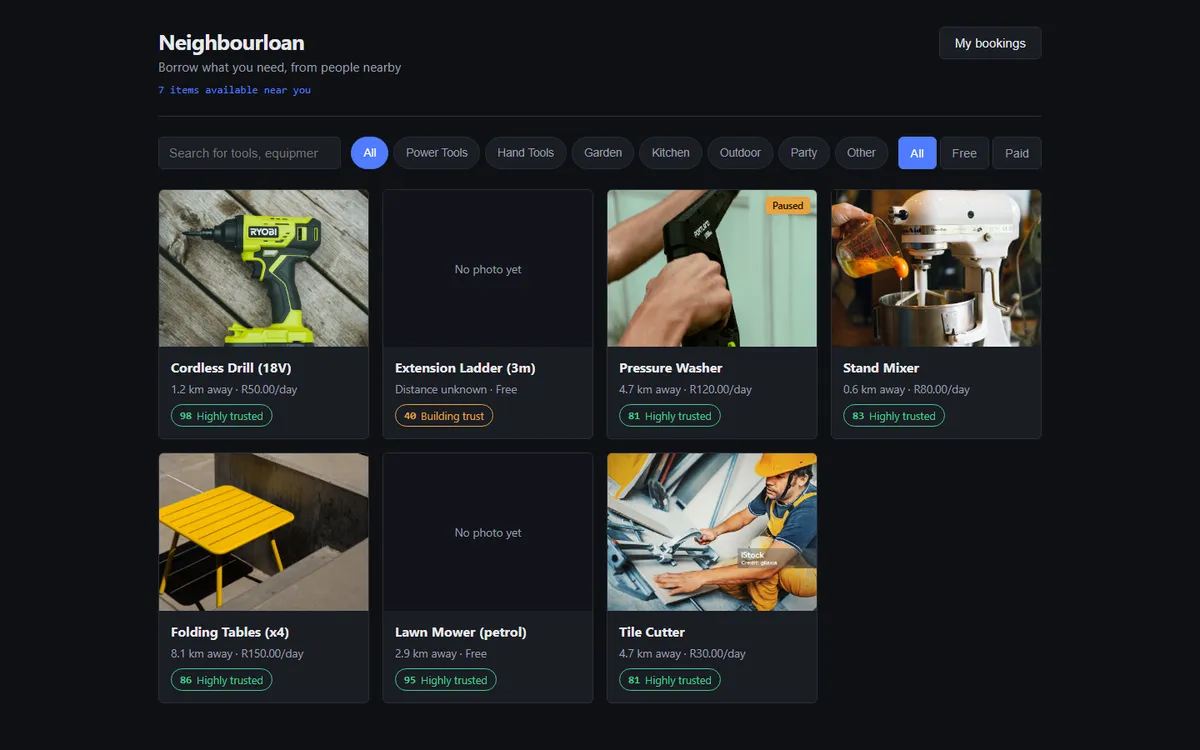 Neighbourloan
My bookings
Borrow what you need, from people nearby
7 items available near you
Search for tools, equipmer
All
Power Tools
Hand Tools
Garden
Kitchen
Outdoor
Party
Other
All
Free
Paid
RYOBI
No photo yet
Paused
Cordless Drill (18V)
1.2 km away · R50.00/day
98 Highly trusted
Extension Ladder (3m)
Distance unknown · Free
40 Building trust
Pressure Washer
4.7 km away · R120.00/day
81 Highly trusted
Stand Mixer
0.6 km away · R80.00/day
83 Highly trusted
No photo yet
iStock
Folding Tables (x4)
8.1 km away · R150.00/day
86 Highly trusted
Lawn Mower (petrol)
2.9 km away · Free
95 Highly trusted
Tile Cutter
4.7 km away · R30.00/day
81 Highly trusted